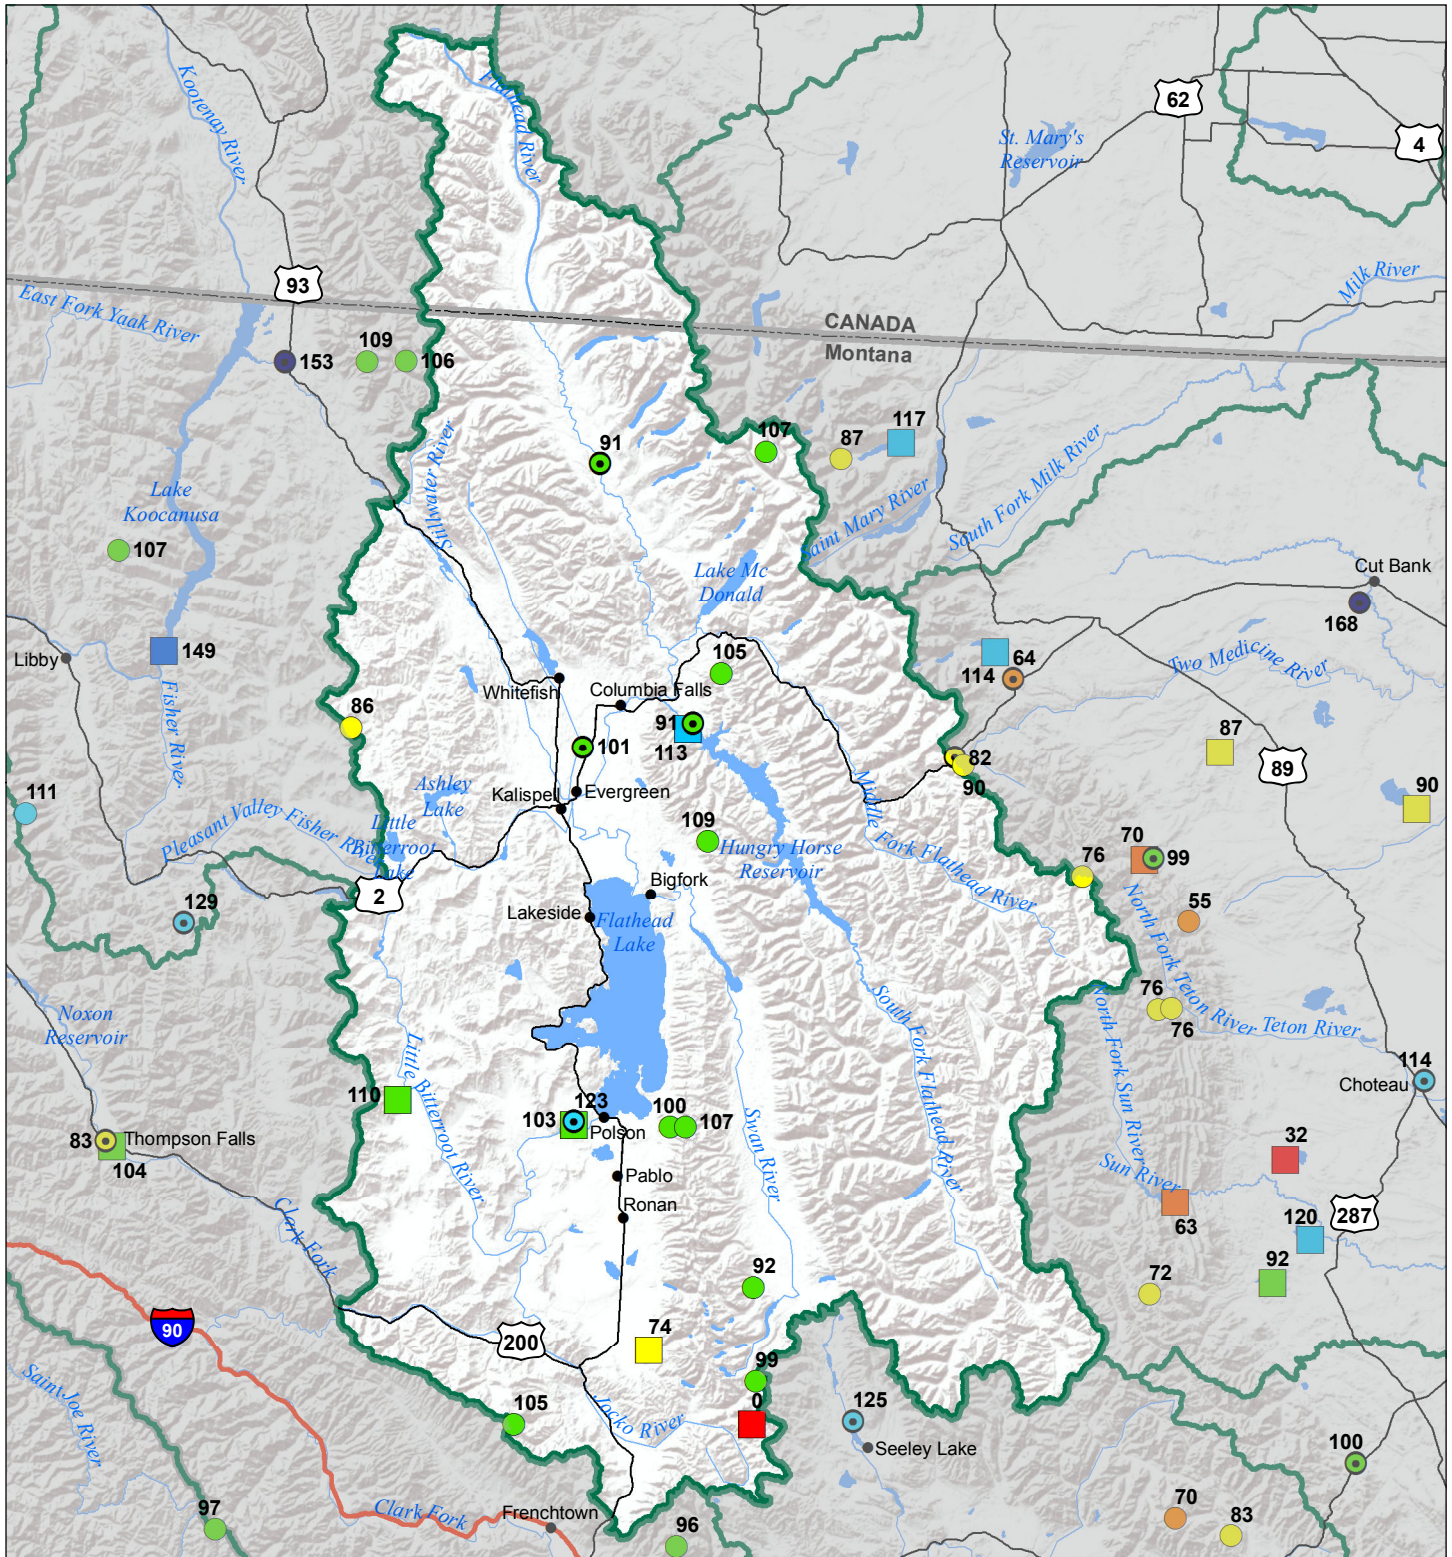 Kootenay River
Flathead River
62
St. Mary's
Reservoir
4
93
East Fork Yaak River
Milk River
CANADA
Montana
153
109
106
Stillwater River
91
107
87
117
Lake
Koocanusa
107
Saint Mary River
South Fork Milk River
Lake Mc
Donald
Cut Bank
168
Libby
149
Fisher River
Whitefish
Columbia Falls
105
114
64
Two Medicine River
86
91
113
101
82
90
87
89
90
111
Ashley
Lake
Kalispell
Evergreen
Pleasant Valley Fisher River
Little
Bitterroot
Lake
109
Hungry Horse
Reservoir
Middle Fork Flathead River
70
99
76
2
129
Bigfork
Lakeside
Flathead
Lake
55
North Fork Teton River
Noxon
Reservoir
South Fork Flathead River
76
76
Teton River
North Fork Sun River
114
Choteau
110
Little Bitterroot River
123
103
Polson
100
107
Swan River
83
Thompson Falls
104
Pablo
Ronan
32
Sun River
63
287
120
Clark Fork
92
72
92
90
200
74
99
0
Saint Joe River
105
Jocko River
125
Seeley Lake
100
97
Clark Fork
Frenchtown
96
70
83